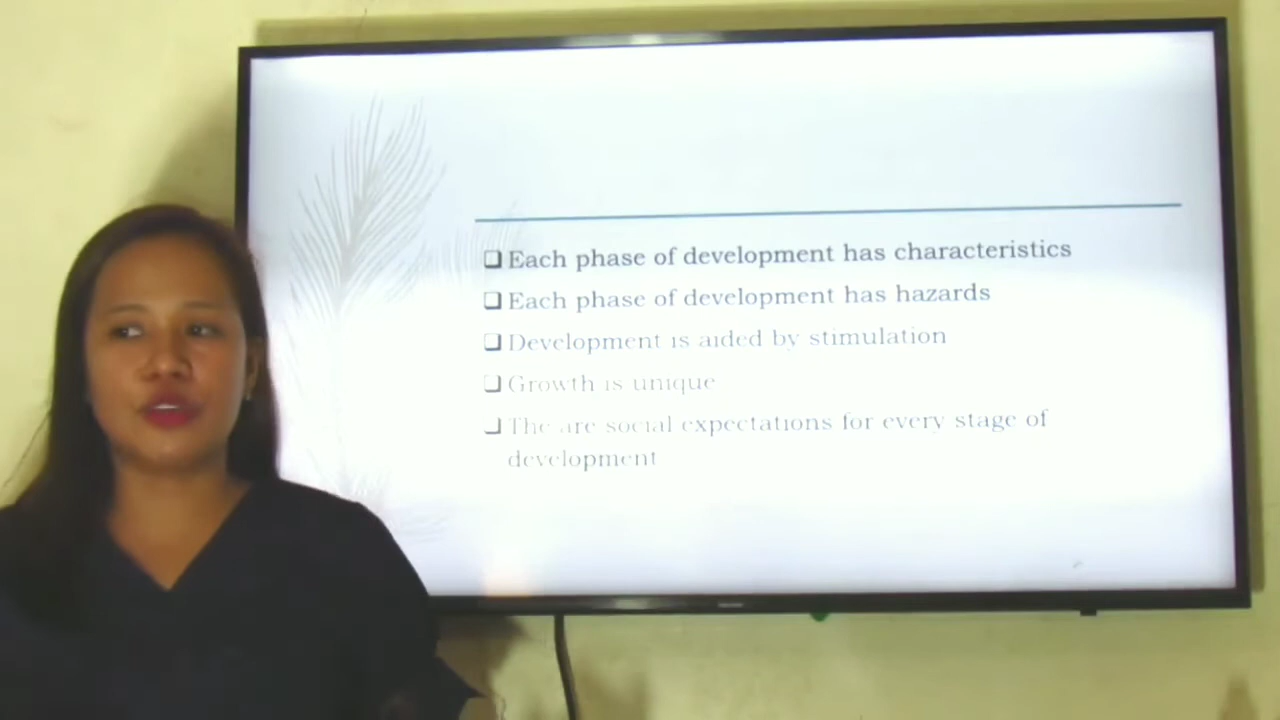 Each phase of development has characteristics
Each phase of development has hazards
Development is aided by stimulation
Growth is unique
The are social expectations for every stage of
development